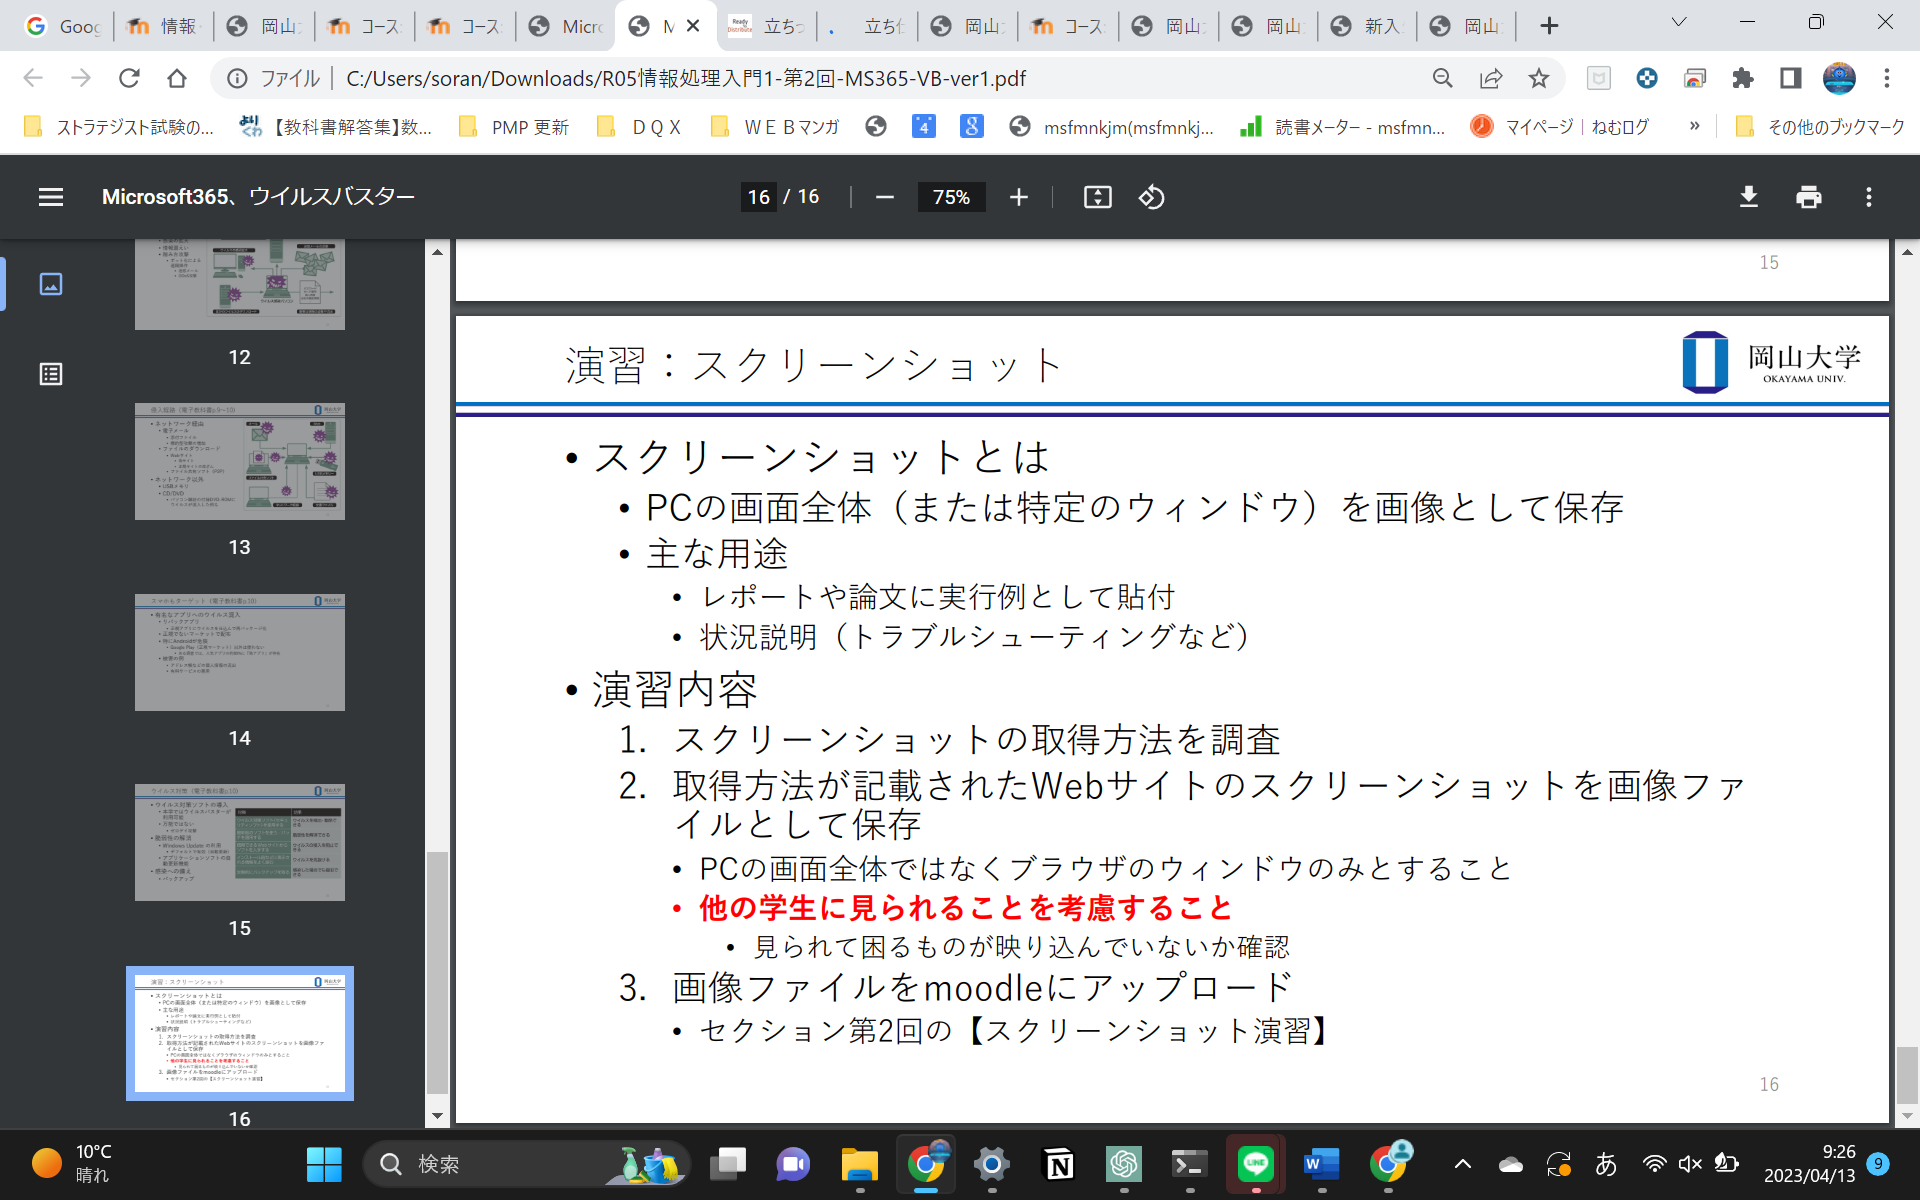 Goog
情報
岡山
コース
コース
Micro
M
立ちつ
立ち仕
岡山
コース
岡山
岡山
新入
岡山
ファイル
C:/Users/soran/Downloads/R05情報処理入門1-第2回-MS365-VB-ver1.pdf
ストラテジスト試験の...
【教科書解答集】数...
PMP 更新
ＤＱＸ
ＷＥＢマンガ
msfmnkjm(msfmnkj...
読書メーター - msfmn...
マイページ | ねむログ
»
その他のブックマーク
Microsoft365、ウイルスバスター
16 / 16
75%
12
13
14
15
16
15
演習：スクリーンショット
岡山大学
OKAYAMA UNIV.
• スクリーンショットとは
• PCの画面全体（または特定のウィンドウ）を画像として保存
• 主な用途
• レポートや論文に実行例として貼付
• 状況説明（トラブルシューティングなど）
• 演習内容
1. スクリーンショットの取得方法を調査
2. 取得方法が記載されたWebサイトのスクリーンショットを画像ファ
イルとして保存
• PCの画面全体ではなくブラウザのウィンドウのみとすること
• 他の学生に見られることを考慮すること
• 見られて困るものが映り込んでいないか確認
3. 画像ファイルをmoodleにアップロード
• セクション第2回の【スクリーンショット演習】
16
10°C
晴れ
検索
LINE
あ
9:26
2023/04/13
9